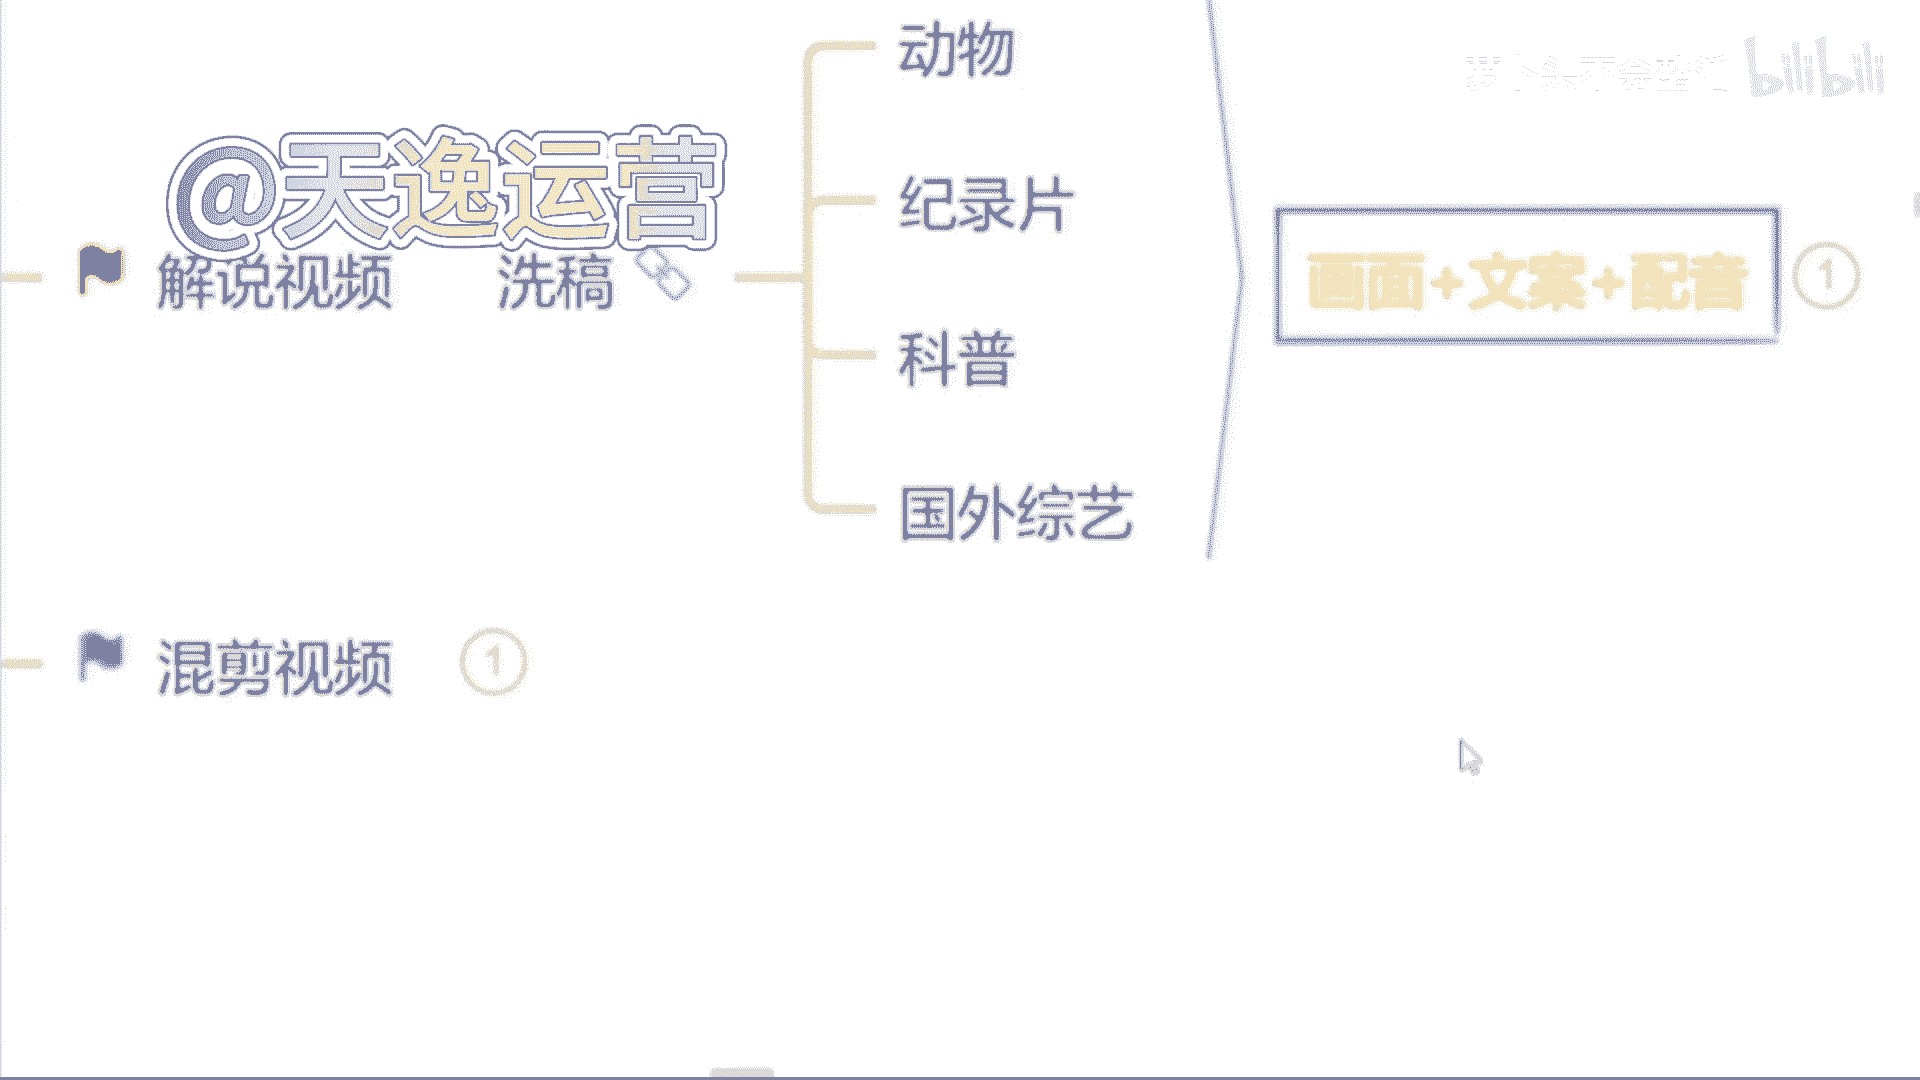 动物
bilibili
@天逸运营
纪录片
解说视频 洗稿
画面+文案+配音 1
科普
国外综艺
混剪视频 1